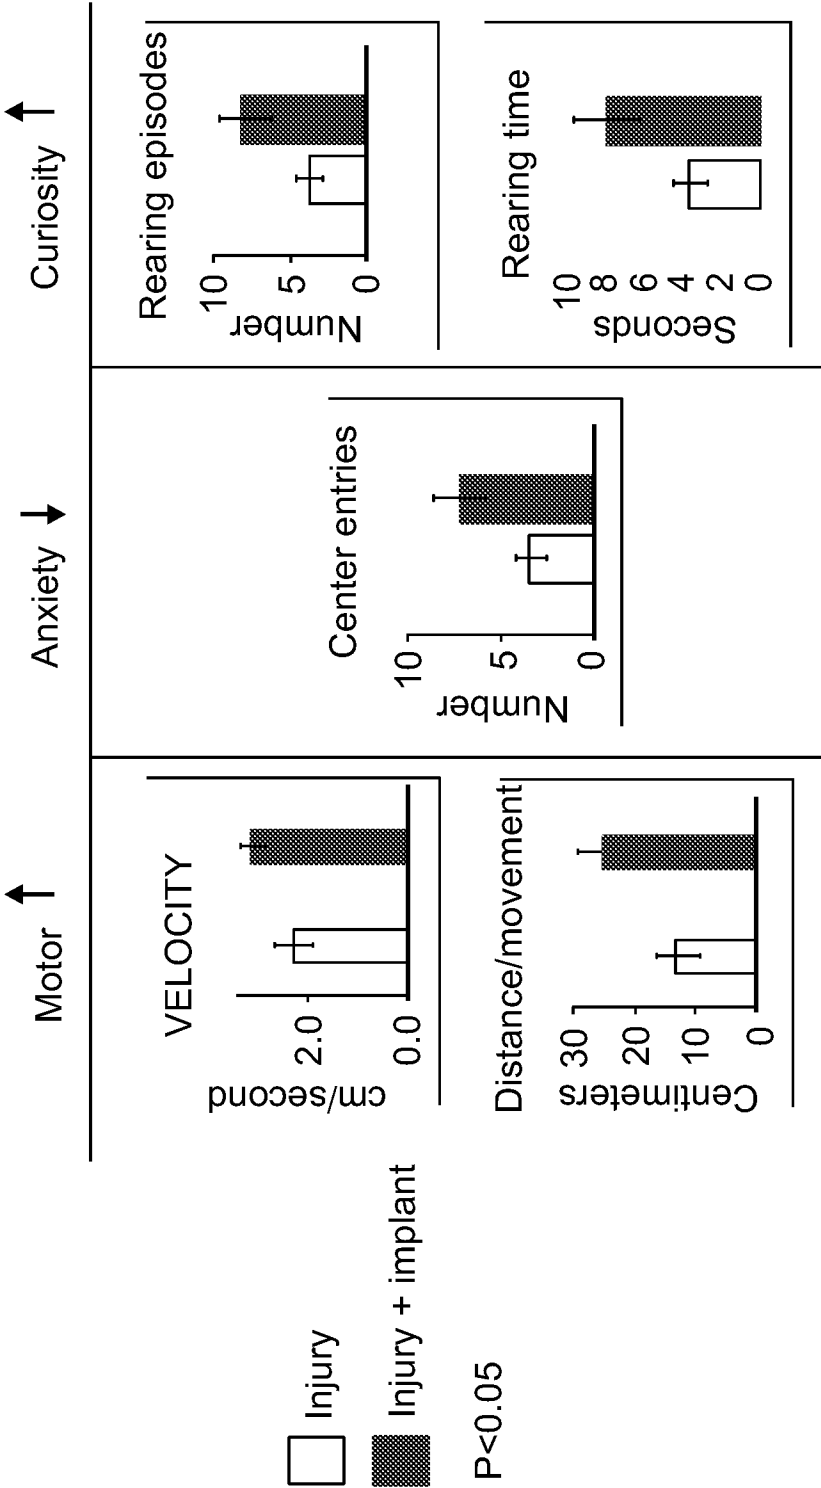 Motor
Anxiety
Curiosity
VELOCITY
cm/second
2.0
0.0
Distance/movement
Centimeters
30
20
10
0
Center entries
Number
10
5
0
Rearing episodes
Number
10
5
0
Rearing time
Seconds
10
8
6
4
2
0
Injury
Injury + implant
P<0.05